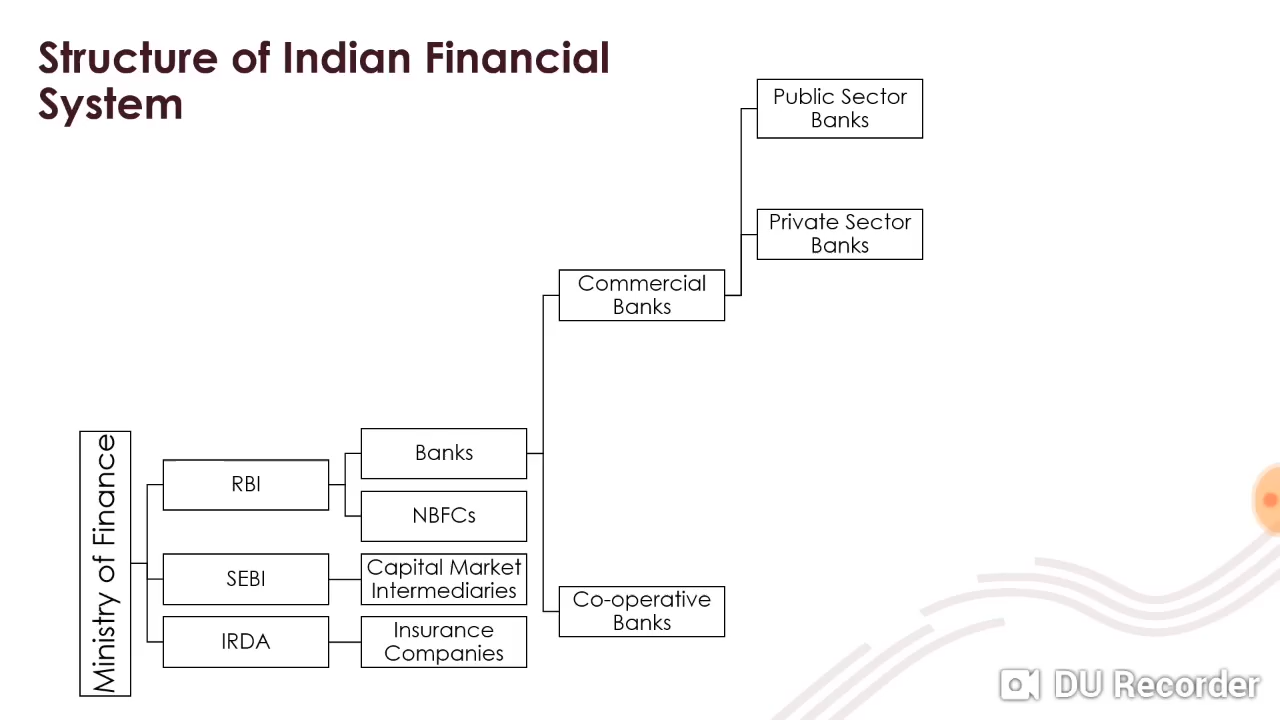 Structure of Indian Financial
System
Public Sector
Banks
Private Sector
Banks
Commercial
Banks
Ministry of Finance
RBI
Banks
NBFCs
SEBI
Capital Market
Intermediaries
IRDA
Insurance
Companies
Co-operative
Banks
DU Recorder